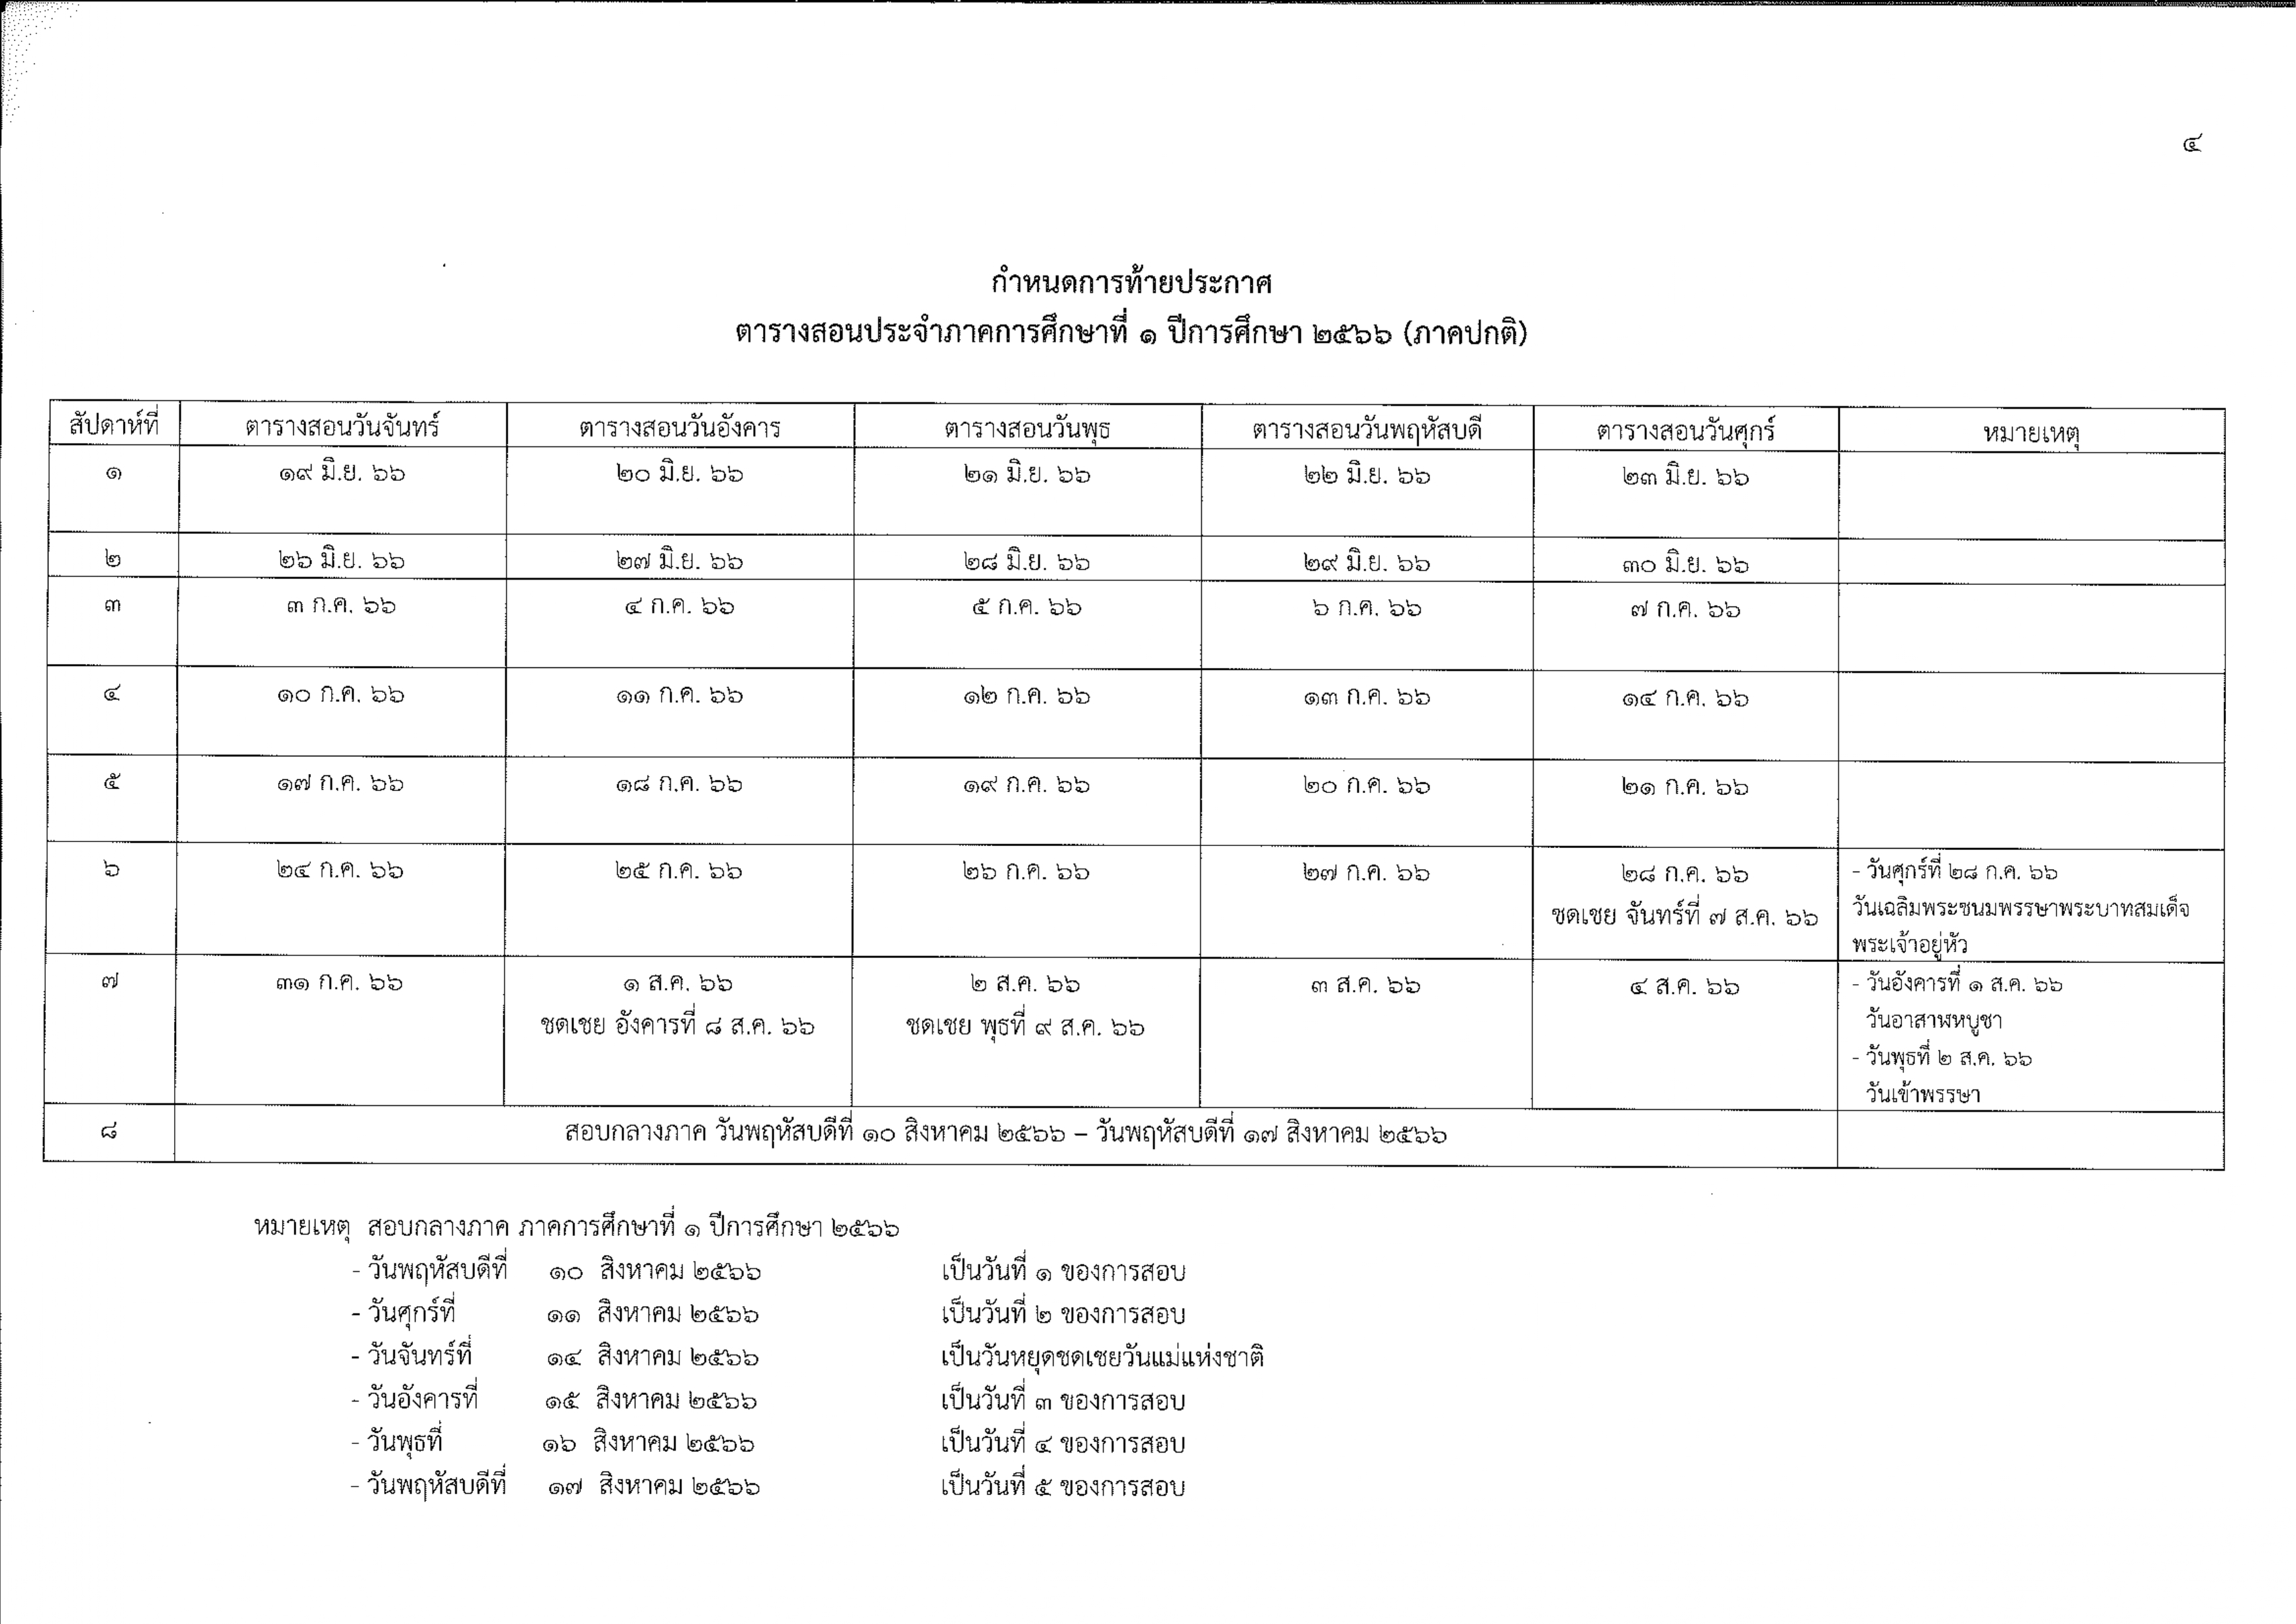 ๔
กำหนดการท้ายประกาศ
ตารางสอนประจำภาคการศึกษาที่ ๑ ปีการศึกษา ๒๕๖๖ (ภาคปกติ)
สัปดาห์ที่ ตารางสอนวันจันทร์ ตารางสอนวันอังคาร ตารางสอนวันพุธ ตารางสอนวันพฤหัสบดี ตารางสอนวันศุกร์ หมายเหตุ
๑ ๑๙ มิ.ย. ๖๖ ๒๐ มิ.ย. ๖๖ ๒๑ มิ.ย. ๖๖ ๒๒ มิ.ย. ๖๖ ๒๓ มิ.ย. ๖๖
๒ ๒๖ มิ.ย. ๖๖ ๒๗ มิ.ย. ๖๖ ๒๘ มิ.ย. ๖๖ ๒๙ มิ.ย. ๖๖ ๓๐ มิ.ย. ๖๖
๓ ๓ ก.ค. ๖๖ ๔ ก.ค. ๖๖ ๕ ก.ค. ๖๖ ๖ ก.ค. ๖๖ ๗ ก.ค. ๖๖
๔ ๑๐ ก.ค. ๖๖ ๑๑ ก.ค. ๖๖ ๑๒ ก.ค. ๖๖ ๑๓ ก.ค. ๖๖ ๑๔ ก.ค. ๖๖
๕ ๑๗ ก.ค. ๖๖ ๑๘ ก.ค. ๖๖ ๑๙ ก.ค. ๖๖ ๒๐ ก.ค. ๖๖ ๒๑ ก.ค. ๖๖
๖ ๒๔ ก.ค. ๖๖ ๒๕ ก.ค. ๖๖ ๒๖ ก.ค. ๖๖ ๒๗ ก.ค. ๖๖ ๒๘ ก.ค. ๖๖ - วันศุกร์ที่ ๒๘ ก.ค. ๖๖
ชดเชย จันทร์ที่ ๗ ส.ค. ๖๖ วันเฉลิมพระชนมพรรษาพระบาทสมเด็จ
พระเจ้าอยู่หัว
๗ ๓๑ ก.ค. ๖๖ ๑ ส.ค. ๖๖ ๒ ส.ค. ๖๖ ๓ ส.ค. ๖๖ ๔ ส.ค. ๖๖ - วันอังคารที่ ๑ ส.ค. ๖๖
ชดเชย อังคารที่ ๘ ส.ค. ๖๖ ชดเชย พุธที่ ๙ ส.ค. ๖๖ วันอาสาฬหบูชา
- วันพุธที่ ๒ ส.ค. ๖๖
วันเข้าพรรษา
๘ สอบกลางภาค วันพฤหัสบดีที่ ๑๐ สิงหาคม ๒๕๖๖ – วันพฤหัสบดีที่ ๑๗ สิงหาคม ๒๕๖๖
หมายเหตุ สอบกลางภาค ภาคการศึกษาที่ ๑ ปีการศึกษา ๒๕๖๖
- วันพฤหัสบดีที่ ๑๐ สิงหาคม ๒๕๖๖ เป็นวันที่ ๑ ของการสอบ
- วันศุกร์ที่ ๑๑ สิงหาคม ๒๕๖๖ เป็นวันที่ ๒ ของการสอบ
- วันจันทร์ที่ ๑๔ สิงหาคม ๒๕๖๖ เป็นวันหยุดชดเชยวันแม่แห่งชาติ
- วันอังคารที่ ๑๕ สิงหาคม ๒๕๖๖ เป็นวันที่ ๓ ของการสอบ
- วันพุธที่ ๑๖ สิงหาคม ๒๕๖๖ เป็นวันที่ ๔ ของการสอบ
- วันพฤหัสบดีที่ ๑๗ สิงหาคม ๒๕๖๖ เป็นวันที่ ๕ ของการสอบ